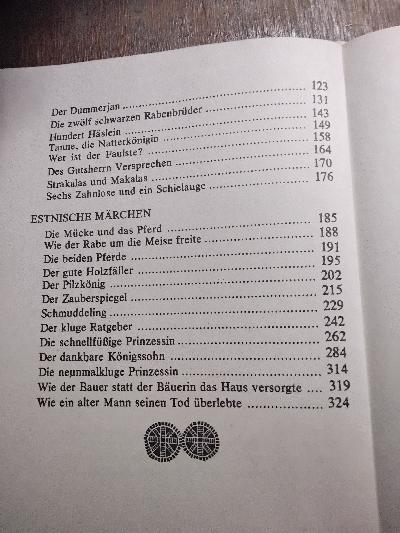 Der Dummerjan ........ 123
Die zwölf schwarzen Rabenbrüder ........ 131
Hundert Häslein ........ 143
Taune, die Natterkönigin ........ 149
Wer ist der Faulste? ........ 158
Des Gutsherrn Versprechen ........ 164
Strakalas und Makalas ........ 170
Sechs Zahnlose und ein Schielauge ........ 176
ESTNISCHE MÄRCHEN
Die Mücke und das Pferd ........ 185
Wie der Rabe um die Meise freite ........ 188
Die beiden Pferde ........ 191
Der gute Holzfäller ........ 195
Der Pilzkönig ........ 202
Der Zauberspiegel ........ 215
Schmuddeling ........ 229
Der kluge Ratgeber ........ 242
Die schnellfüßige Prinzessin ........ 262
Der dankbare Königssohn ........ 284
Die neunmalkluge Prinzessin ........ 314
Wie der Bauer statt der Bäuerin das Haus versorgte .... 319
Wie ein alter Mann seinen Tod überlebte ........ 324